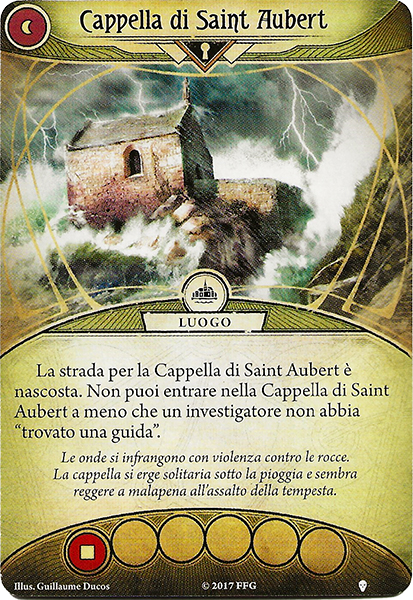 Cappella di Saint Aubert
LUOGO
La strada per la Cappella di Saint Aubert è
nascosta. Non puoi entrare nella Cappella di Saint
Aubert a meno che un investigatore non abbia
“trovato una guida”.
Le onde si infrangono con violenza contro le rocce.
La cappella si erge solitaria sotto la pioggia e sembra
reggere a malapena all’assalto della tempesta.
Illus. Guillaume Ducos
© 2017 FFG